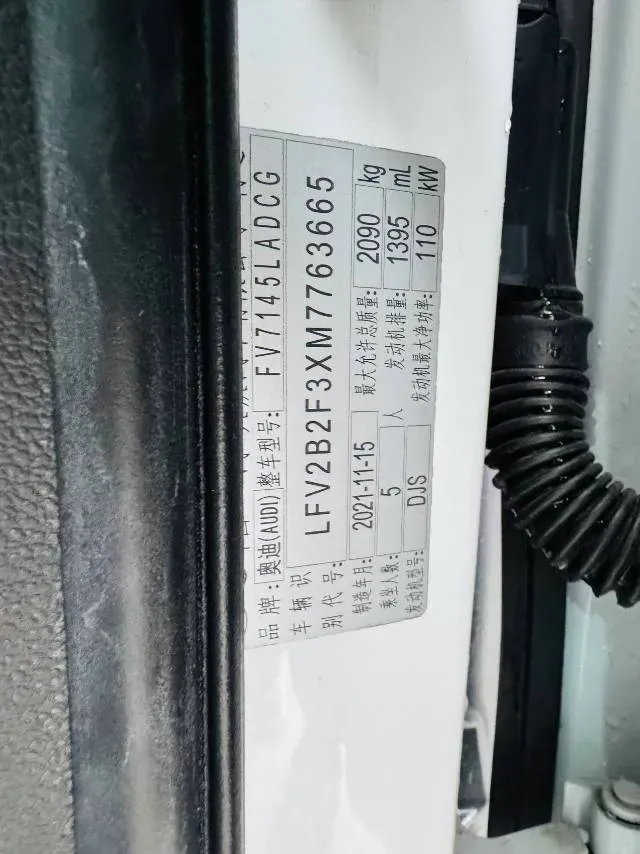 品牌:奥迪(AUDI) 整车型号: FV7145LADCG
车辆识别代号: LFV2B2F3XM7763665
制造年月: 2021-11-15 最大允许总质量: 2090 kg
乘坐人数: 5 人 发动机排量: 1395 mL
发动机型号: DJS 发动机最大净功率: 110 kW